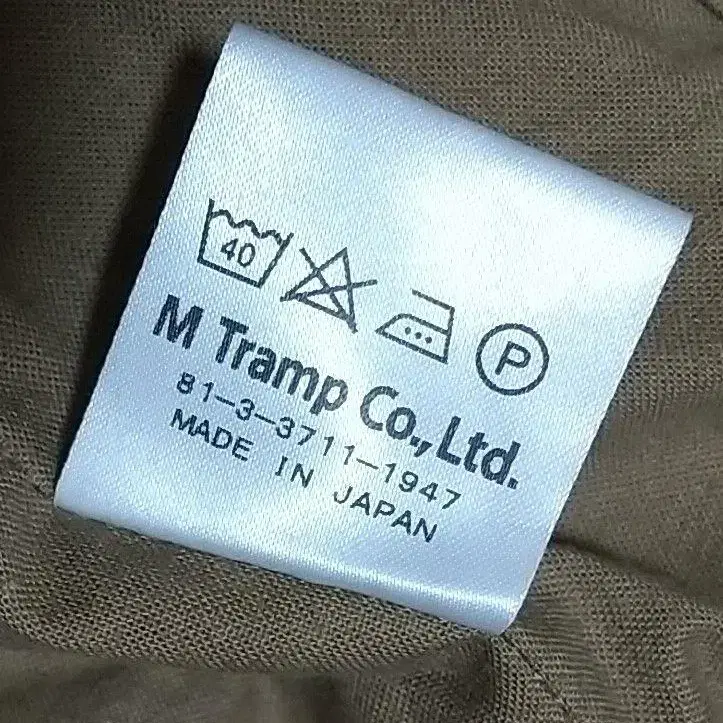 40
P
M Tramp Co., Ltd.
81-3-3711-1947
MADE IN JAPAN